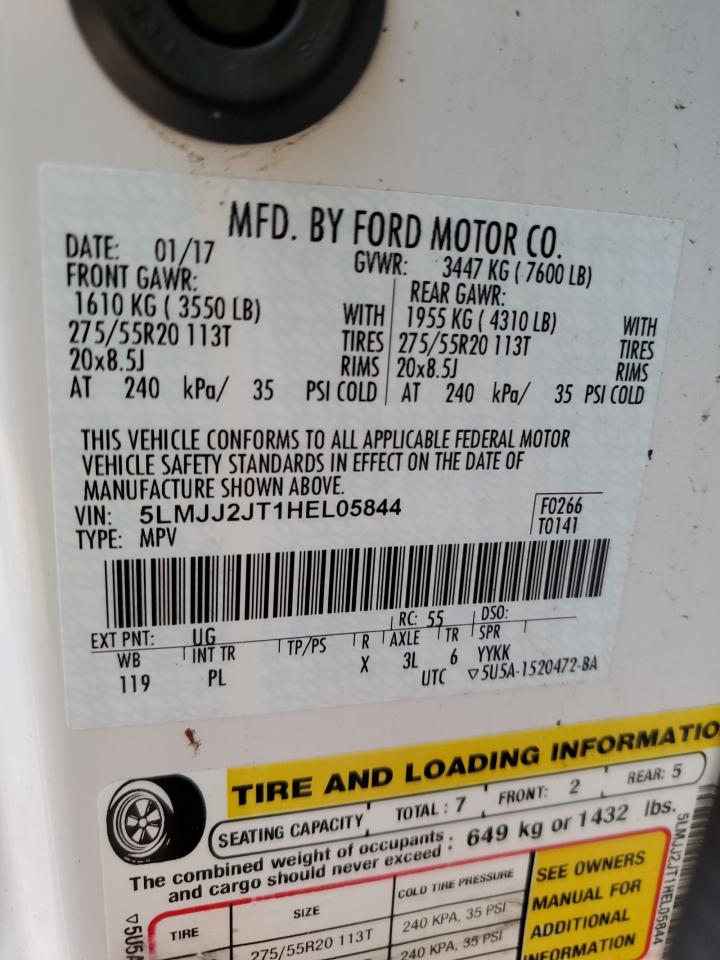 MFD. BY FORD MOTOR CO.
DATE: 01/17 GVWR: 3447 KG ( 7600 LB)
FRONT GAWR: REAR GAWR:
1610 KG ( 3550 LB) WITH 1955 KG ( 4310 LB) WITH
275/55R20 113T TIRES 275/55R20 113T TIRES
20x8.5J RIMS 20x8.5J RIMS
AT 240 kPa/ 35 PSI COLD AT 240 kPa/ 35 PSI COLD
THIS VEHICLE CONFORMS TO ALL APPLICABLE FEDERAL MOTOR
VEHICLE SAFETY STANDARDS IN EFFECT ON THE DATE OF
MANUFACTURE SHOWN ABOVE.
VIN: 5LMJJ2JT1HEL05844 F0266
TYPE: MPV T0141
EXT PNT: UG RC: 55 DSO:
WB INT TR TP/PS R AXLE TR SPR
119 PL X 3L 6 YYKK
UTC ▽5U5A-1520472-BA
TIRE AND LOADING INFORMATIO
SEATING CAPACITY TOTAL : 7 FRONT: 2 REAR: 5
The combined weight of occupants : 649 kg or 1432 lbs.
and cargo should never exceed :
TIRE SIZE COLD TIRE PRESSURE SEE OWNERS
275/55R20 113T 240 KPA, 35 PSI MANUAL FOR
240 KPA, 35 PSI ADDITIONAL
INFORMATION
5LMJJ2JT1HEL05844
▽5U5A